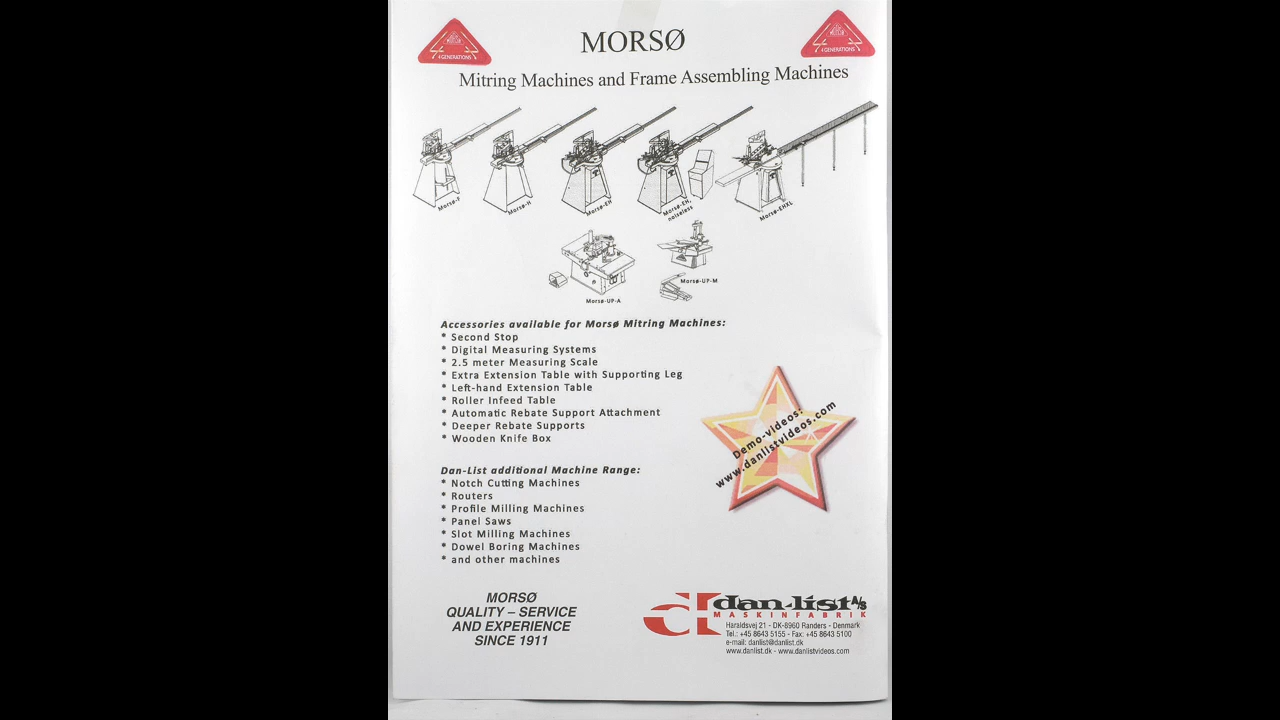 MORSØ
4 GENERATIONS
MORSØ
4 GENERATIONS
Mitring Machines and Frame Assembling Machines
Morsø-F
Morsø-H
Morsø-EH
Morsø-EH,
noiseless
Morsø-EHXL
Morsø-UP-A
Morsø-UP-M
Accessories available for Morsø Mitring Machines:
* Second Stop
* Digital Measuring Systems
* 2.5 meter Measuring Scale
* Extra Extension Table with Supporting Leg
* Left-hand Extension Table
* Roller Infeed Table
* Automatic Rebate Support Attachment
* Deeper Rebate Supports
* Wooden Knife Box
Demo-videos:
www.danlistvideos.com
Dan-List additional Machine Range:
* Notch Cutting Machines
* Routers
* Profile Milling Machines
* Panel Saws
* Slot Milling Machines
* Dowel Boring Machines
* and other machines
MORSØ
QUALITY – SERVICE
AND EXPERIENCE
SINCE 1911
dan-list A/S
MASKINFABRIK
Haraldsvej 21 - DK-8960 Randers - Denmark
Tel.: +45 8643 5155 - Fax: +45 8643 5100
e-mail: danlist@danlist.dk
www.danlist.dk - www.danlistvideos.com